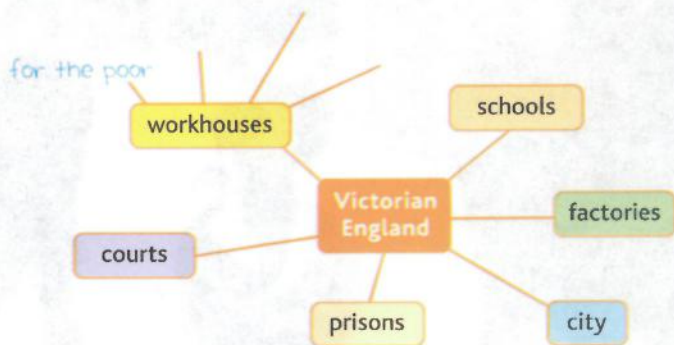 for the poor
workhouses
schools
Victorian
England
factories
courts
prisons
city